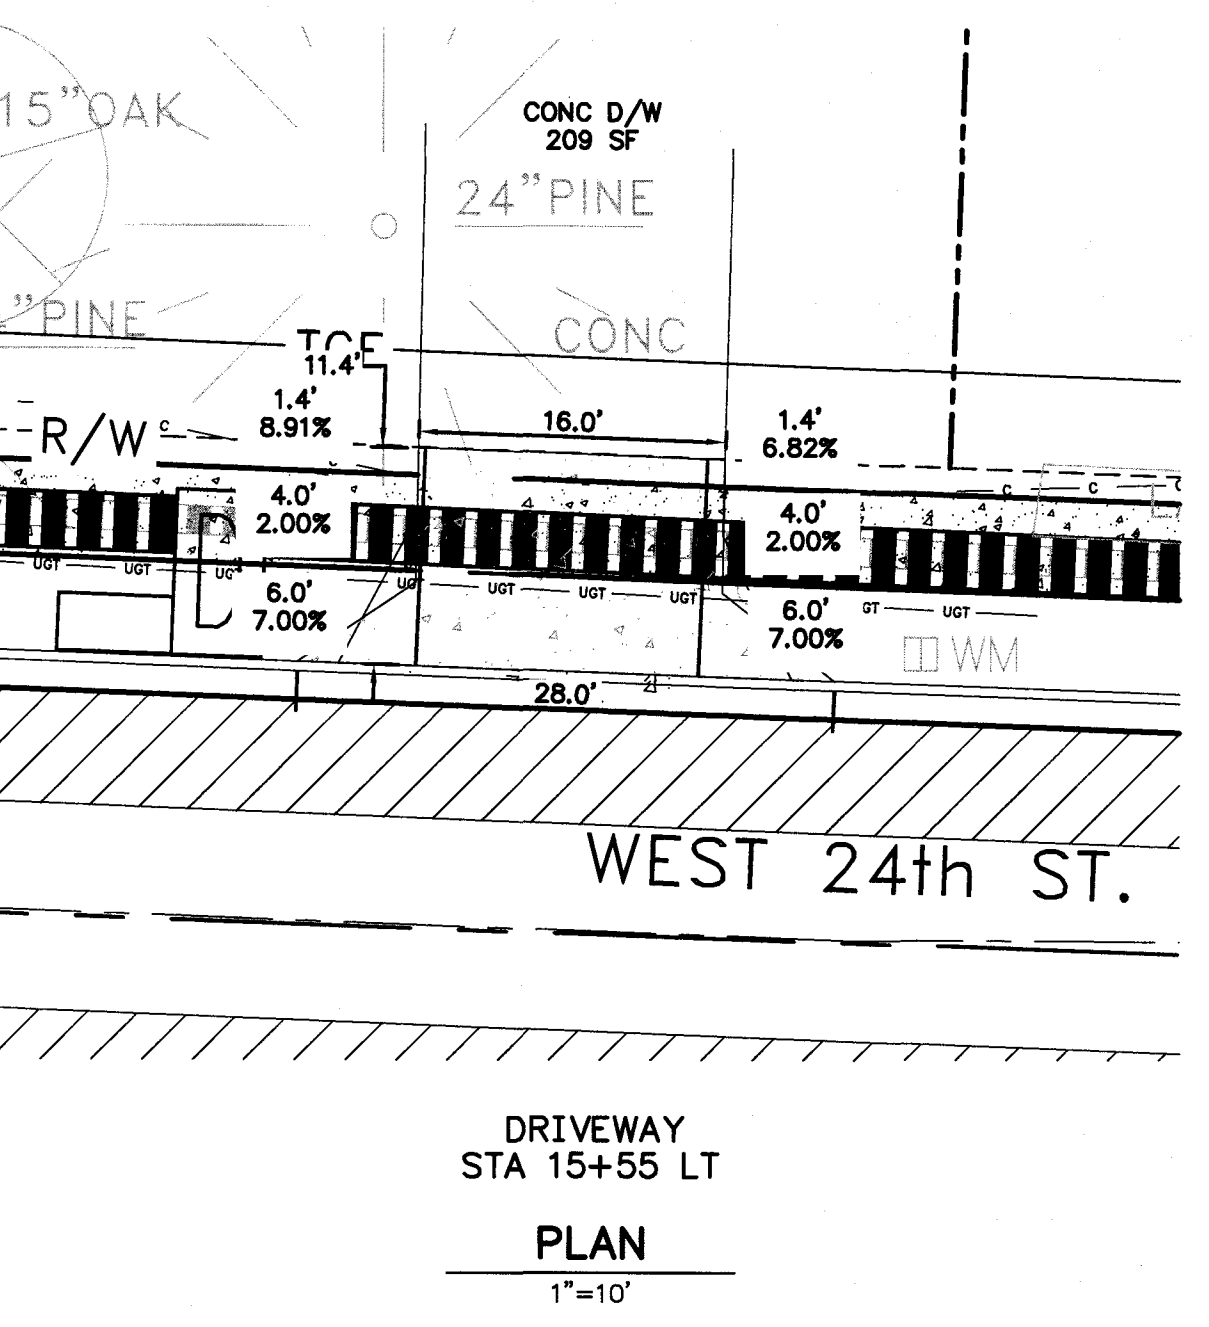 15"OAK
CONC D/W
209 SF
24"PINE
"PINE
CONC
TCE
11.4'
1.4'
8.91%
16.0'
1.4'
6.82%
R/W
C
C
C
4.0'
2.00%
4.0'
2.00%
UGT
UGT
UG
UGT
UGT
UGT
UGT
GT
UGT
6.0'
7.00%
6.0'
7.00%
WM
28.0'
WEST 24th ST.
DRIVEWAY
STA 15+55 LT
PLAN
1"=10'